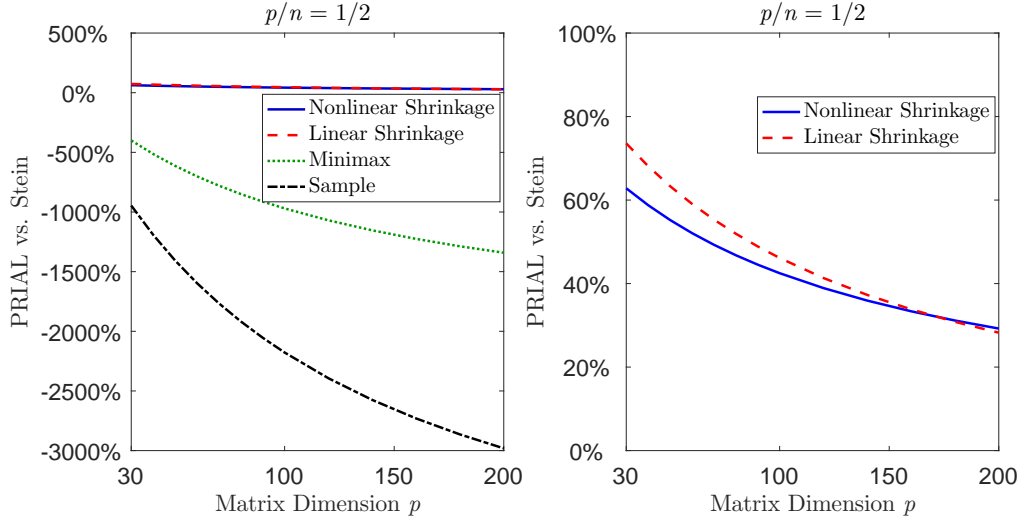 p/n = 1/2
500%
0%
-500%
-1000%
-1500%
-2000%
-2500%
-3000%
PRIAL vs. Stein
Nonlinear Shrinkage
Linear Shrinkage
Minimax
Sample
30
100
150
200
Matrix Dimension p
p/n = 1/2
100%
80%
60%
40%
20%
0%
PRIAL vs. Stein
Nonlinear Shrinkage
Linear Shrinkage
30
100
150
200
Matrix Dimension p